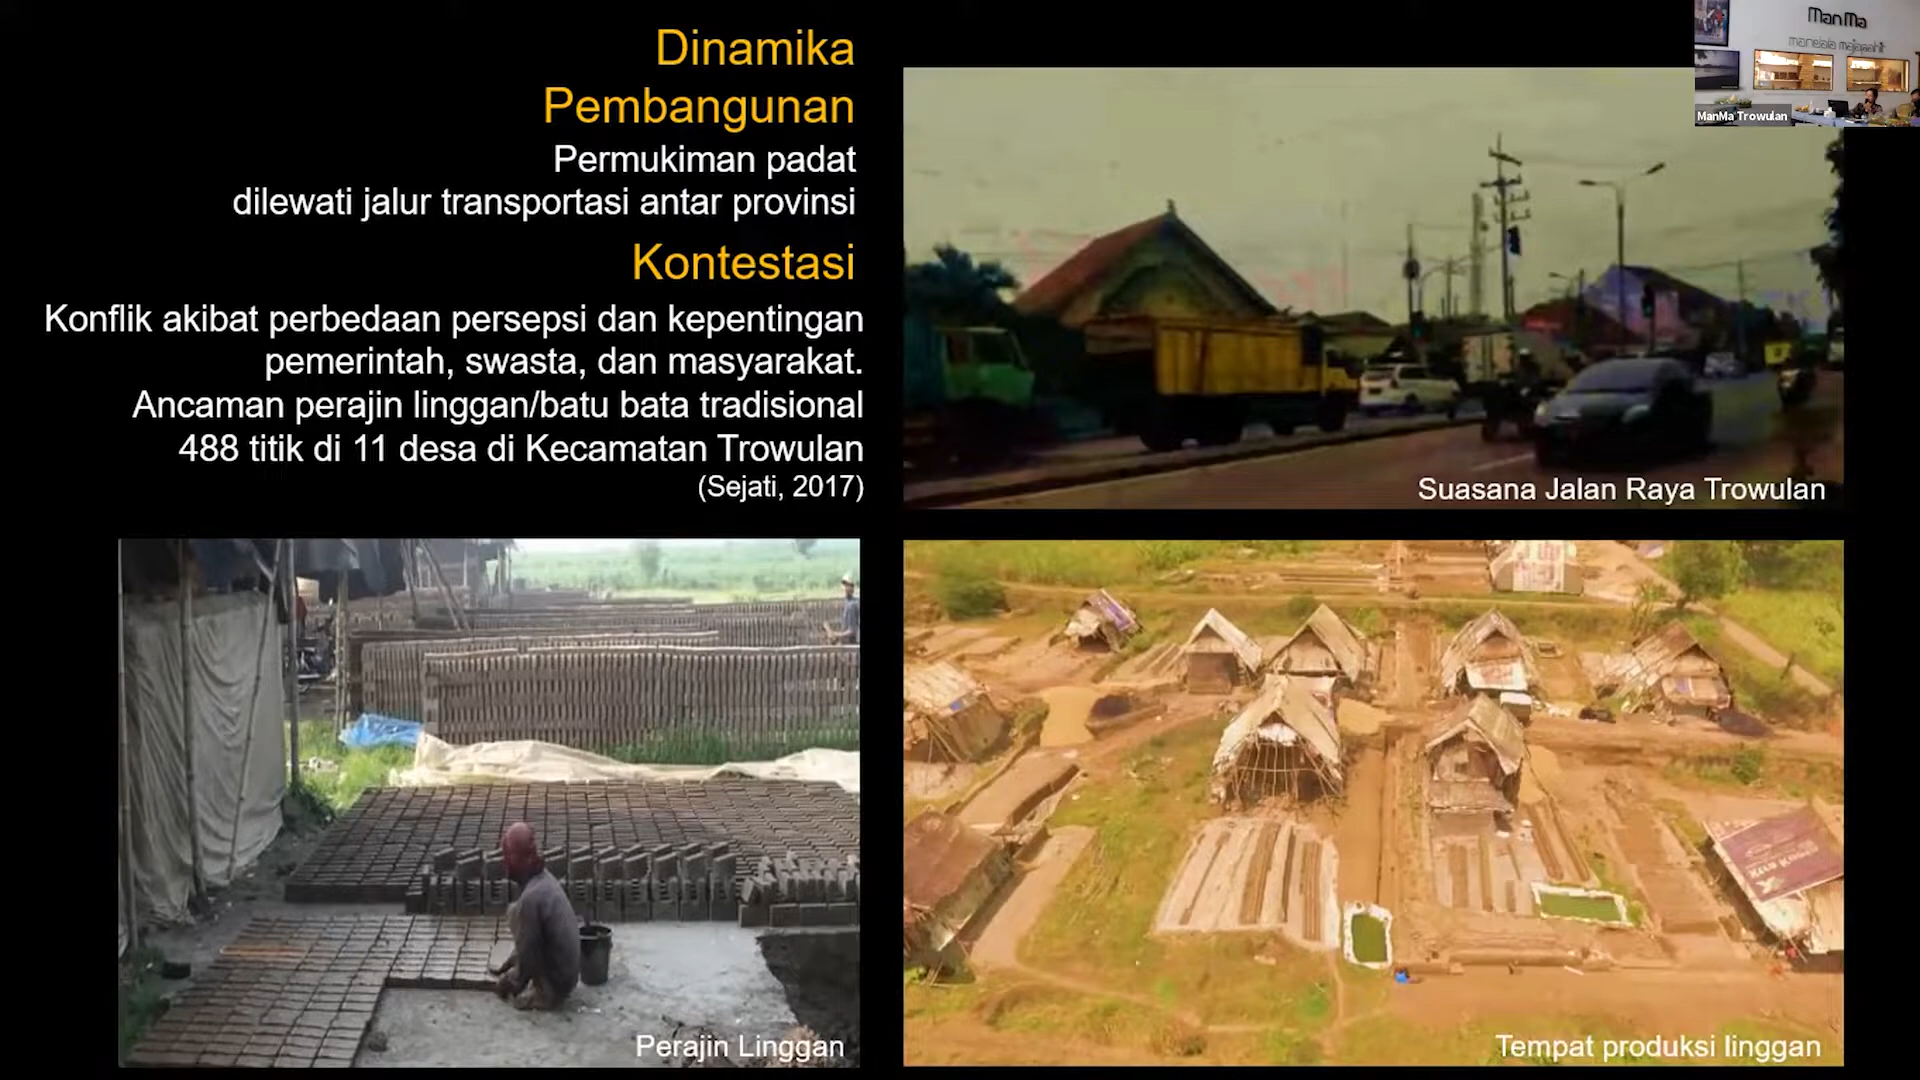 Dinamika
Pembangunan
Permukiman padat
dilewati jalur transportasi antar provinsi
Kontestasi
Konflik akibat perbedaan persepsi dan kepentingan
pemerintah, swasta, dan masyarakat.
Ancaman perajin linggan/batu bata tradisional
488 titik di 11 desa di Kecamatan Trowulan
(Sejati, 2017)
ManMa
mandala majapahit
ManMa Trowulan
Suasana Jalan Raya Trowulan
Perajin Linggan
Tempat produksi linggan